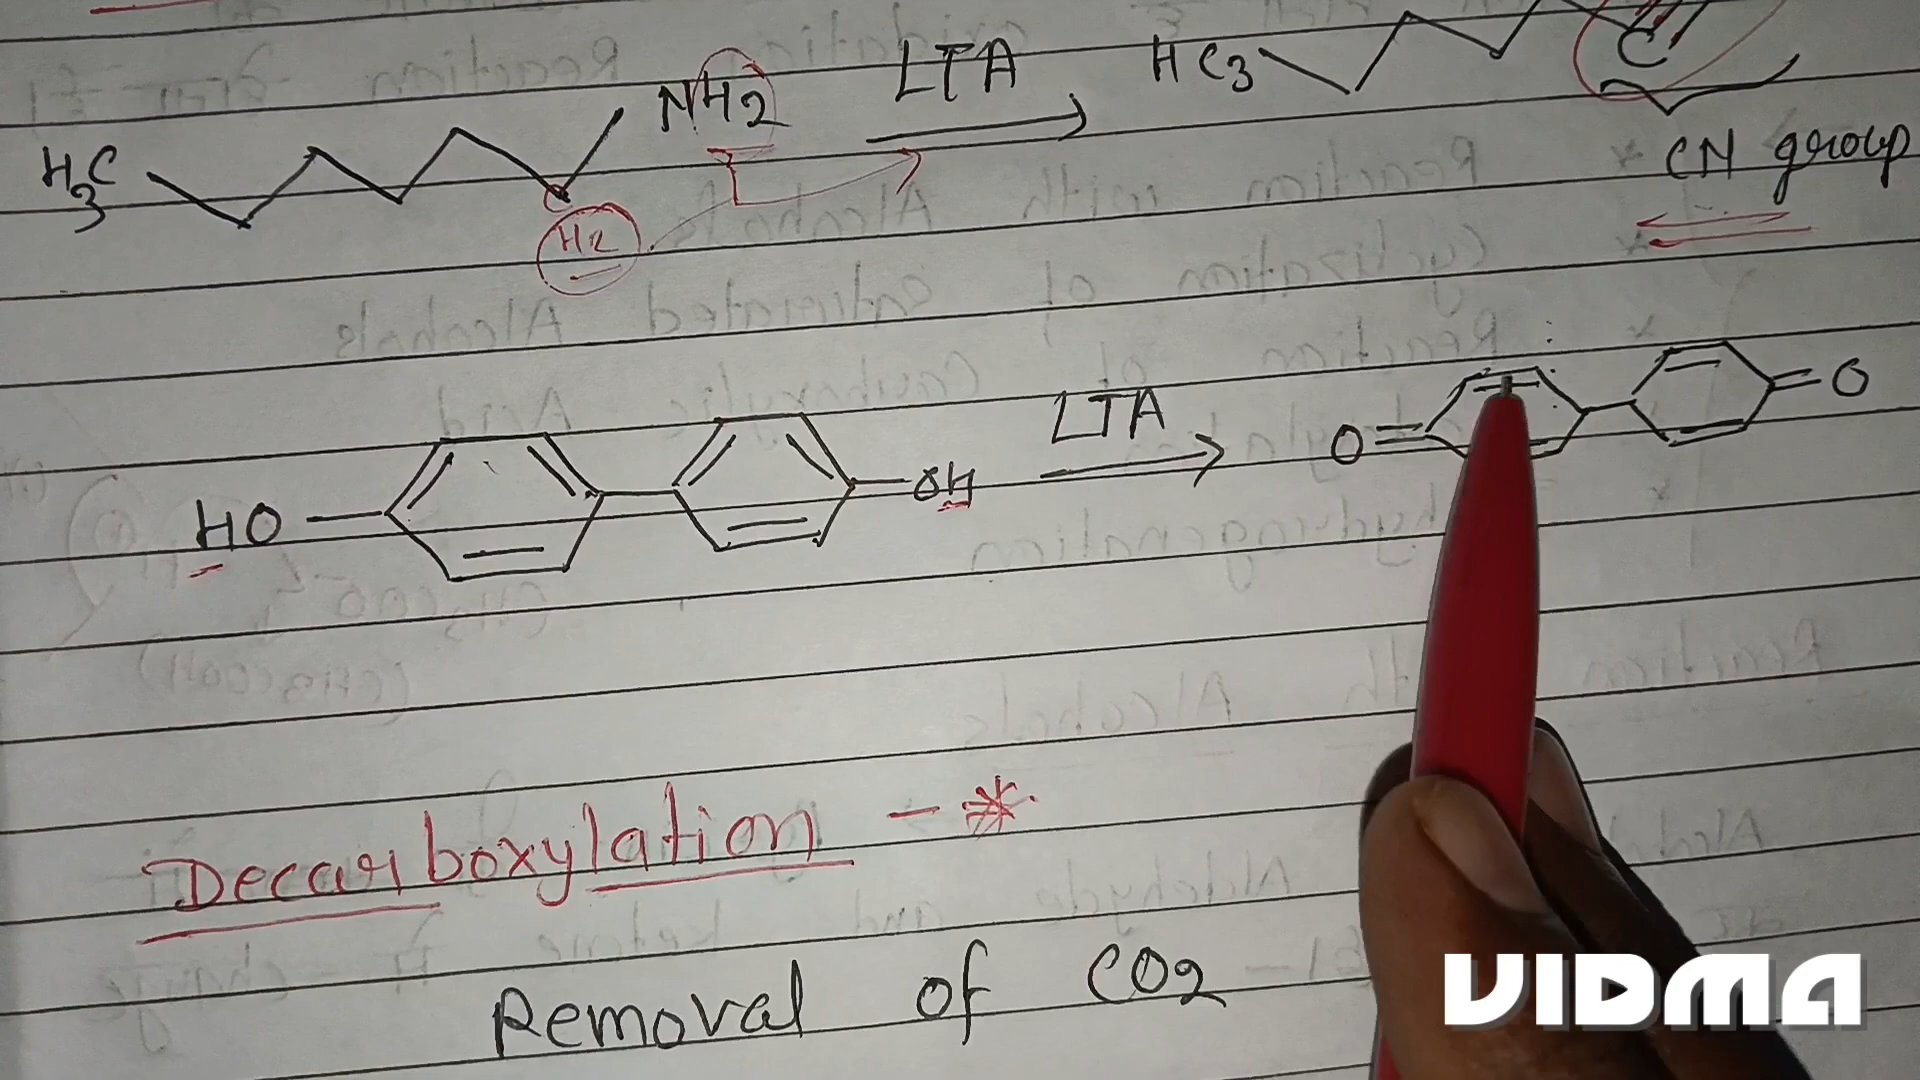 H3C NH2 LTA HC3 C
H2
CN group
HO OH LTA O O
Decarboxylation - *
Removal of CO2
VIDMA